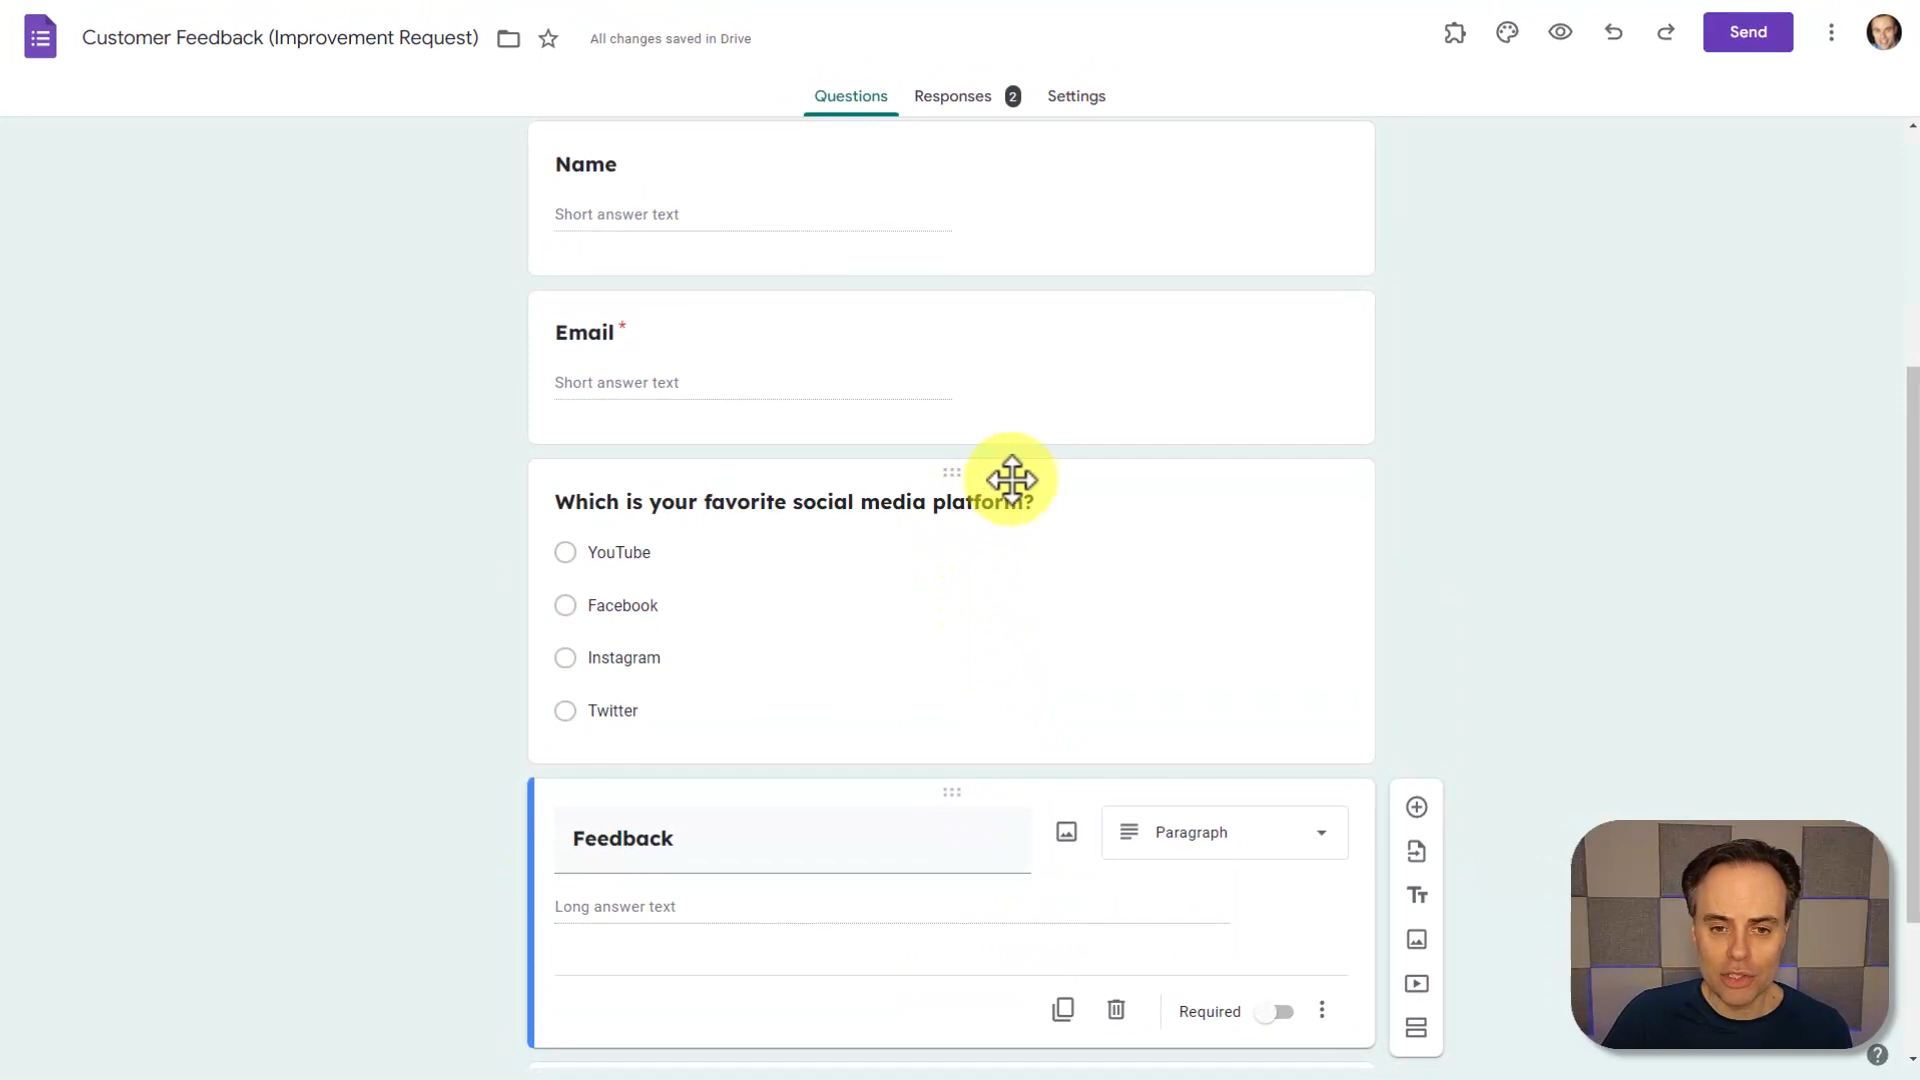 Customer Feedback (Improvement Request)
All changes saved in Drive
Send
Questions
Responses 2
Settings
Name
Short answer text
Email *
Short answer text
Which is your favorite social media platform?
YouTube
Facebook
Instagram
Twitter
Feedback
Paragraph
Long answer text
Required